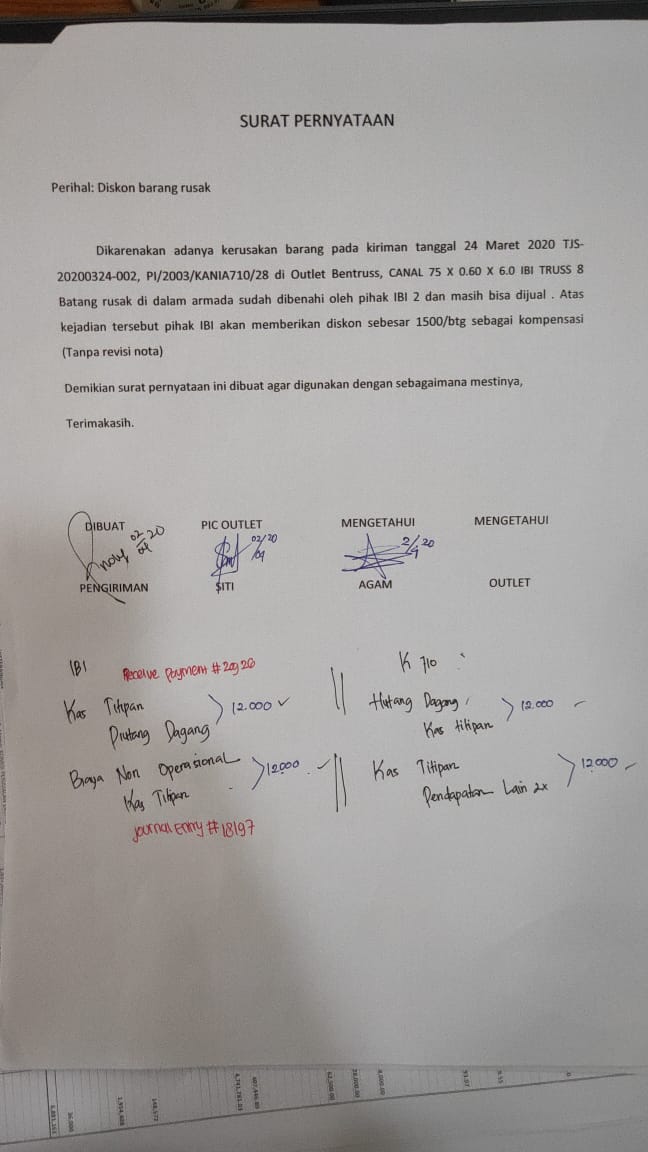 SURAT PERNYATAAN
Perihal: Diskon barang rusak
Dikarenakan adanya kerusakan barang pada kiriman tanggal 24 Maret 2020 TJS-
20200324-002, PI/2003/KANIA710/28 di Outlet Bentruss, CANAL 75 X 0.60 X 6.0 IBI TRUSS 8
Batang rusak di dalam armada sudah dibenahi oleh pihak IBI 2 dan masih bisa dijual . Atas
kejadian tersebut pihak IBI akan memberikan diskon sebesar 1500/btg sebagai kompensasi
(Tanpa revisi nota)
Demikian surat pernyataan ini dibuat agar digunakan dengan sebagaimana mestinya,
Terimakasih.
DIBUAT PIC OUTLET MENGETAHUI MENGETAHUI
02/04 20 02/04 20 2/4 20
PENGIRIMAN SITI AGAM OUTLET
IBI Receive payment #29926 K 710
Kas Titipan
Piutang Dagang 12.000
Hutang Dagang
Kas titipan 12.000
Biaya Non Operasional
Kas Titipan 12000
Kas Titipan
Pendapatan Lain 2x 12000
Journal Entry #18197